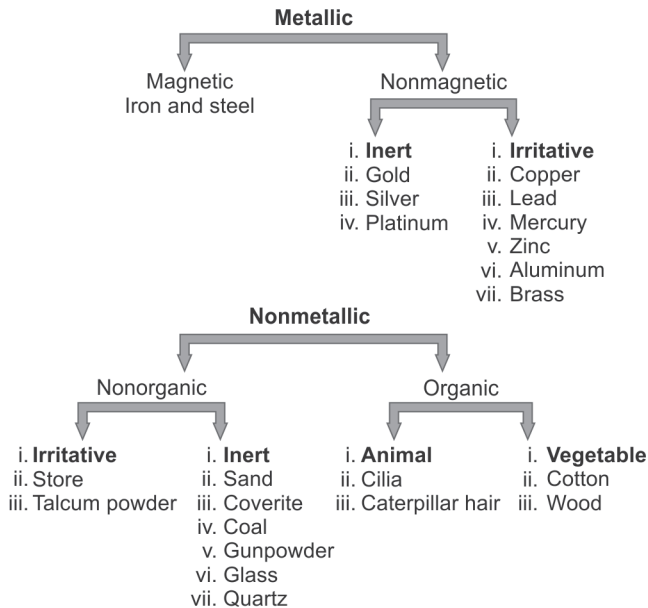 Metallic
Magnetic
Iron and steel
Nonmagnetic
i. Inert
ii. Gold
iii. Silver
iv. Platinum
i. Irritative
ii. Copper
iii. Lead
iv. Mercury
v. Zinc
vi. Aluminum
vii. Brass
Nonmetallic
Nonorganic
Organic
i. Irritative
ii. Store
iii. Talcum powder
i. Inert
ii. Sand
iii. Coverite
iv. Coal
v. Gunpowder
vi. Glass
vii. Quartz
i. Animal
ii. Cilia
iii. Caterpillar hair
i. Vegetable
ii. Cotton
iii. Wood